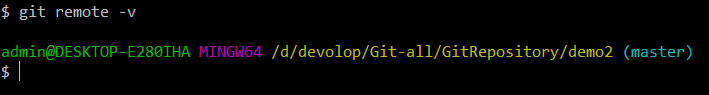 $ git remote -v
admin@DESKTOP-E280IHA MINGW64 /d/devolop/Git-all/GitRepository/demo2 (master)
$